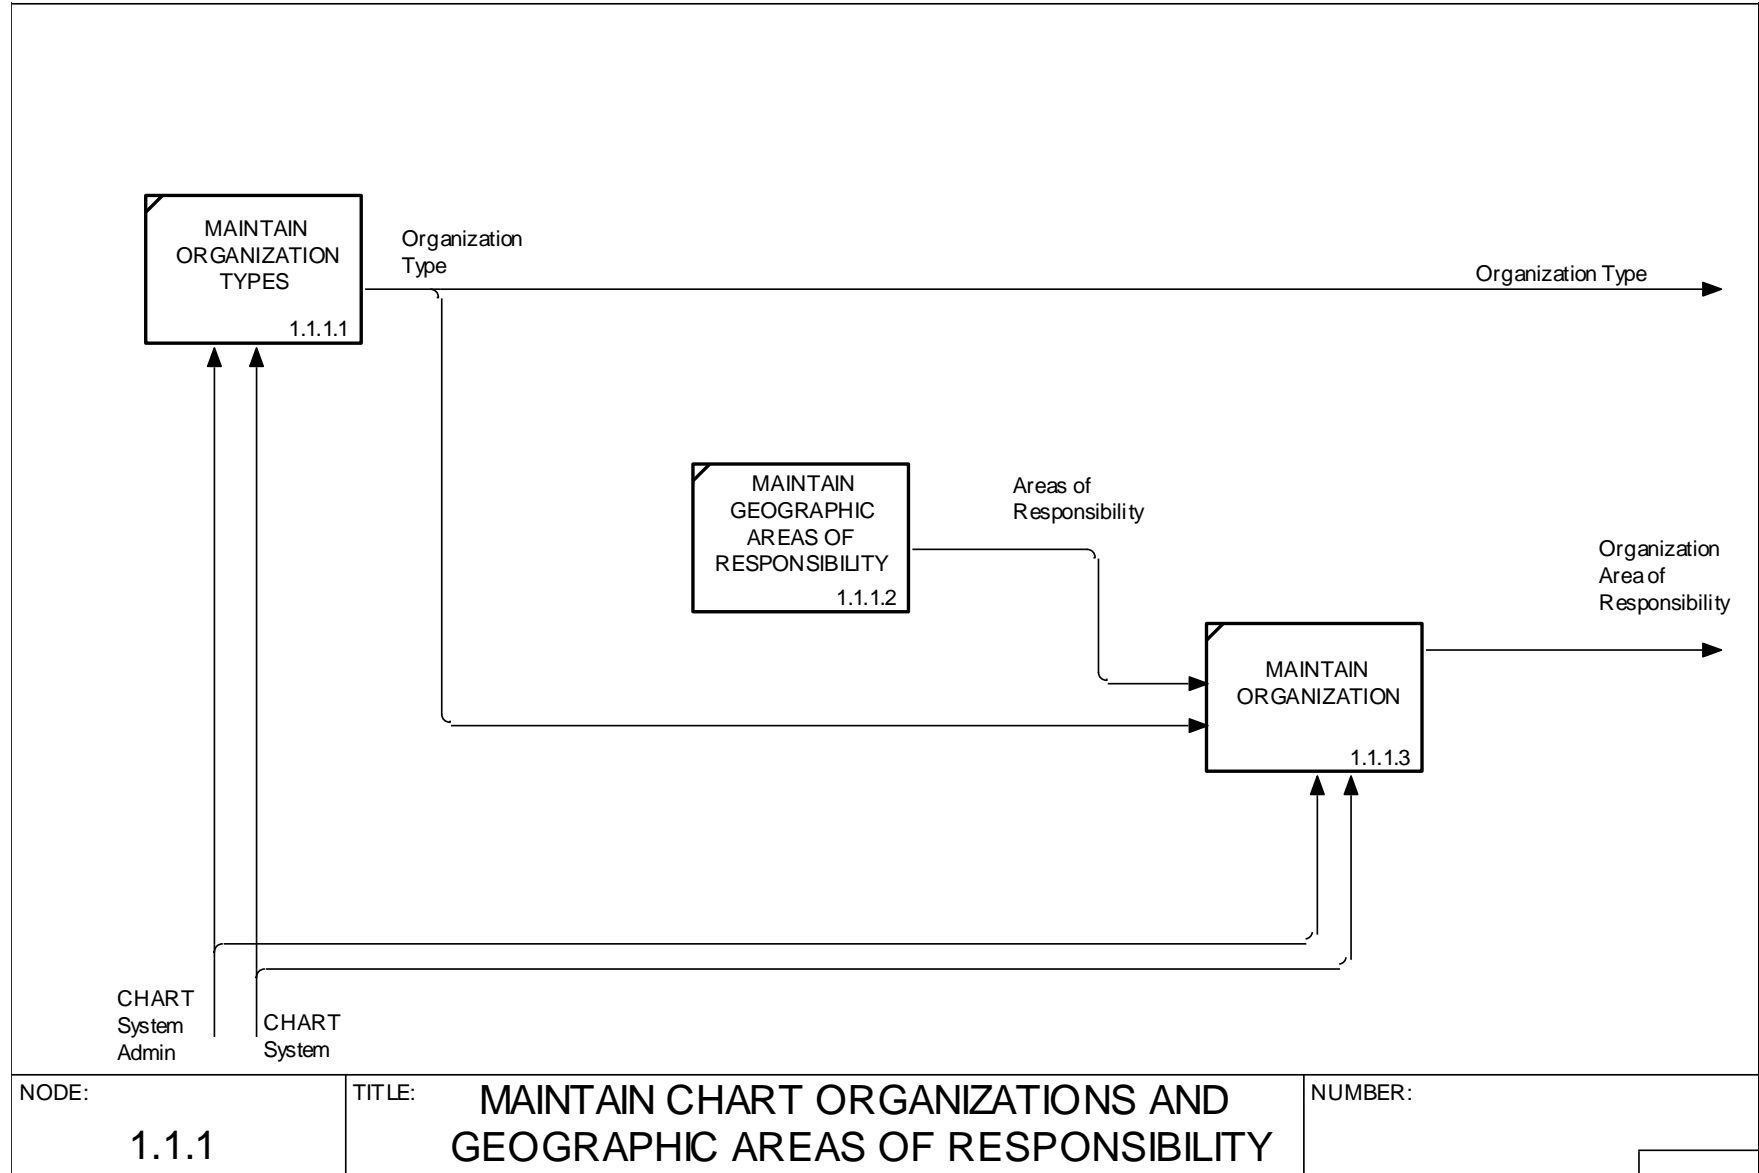 MAINTAIN
ORGANIZATION
TYPES
1.1.1.1
Organization
Type
Organization Type
MAINTAIN
GEOGRAPHIC
AREAS OF
RESPONSIBILITY
1.1.1.2
Areas of
Responsibility
Organization
Area of
Responsibility
MAINTAIN
ORGANIZATION
1.1.1.3
CHART
System
Admin
CHART
System
NODE:
1.1.1
TITLE:
MAINTAIN CHART ORGANIZATIONS AND
GEOGRAPHIC AREAS OF RESPONSIBILITY
NUMBER: